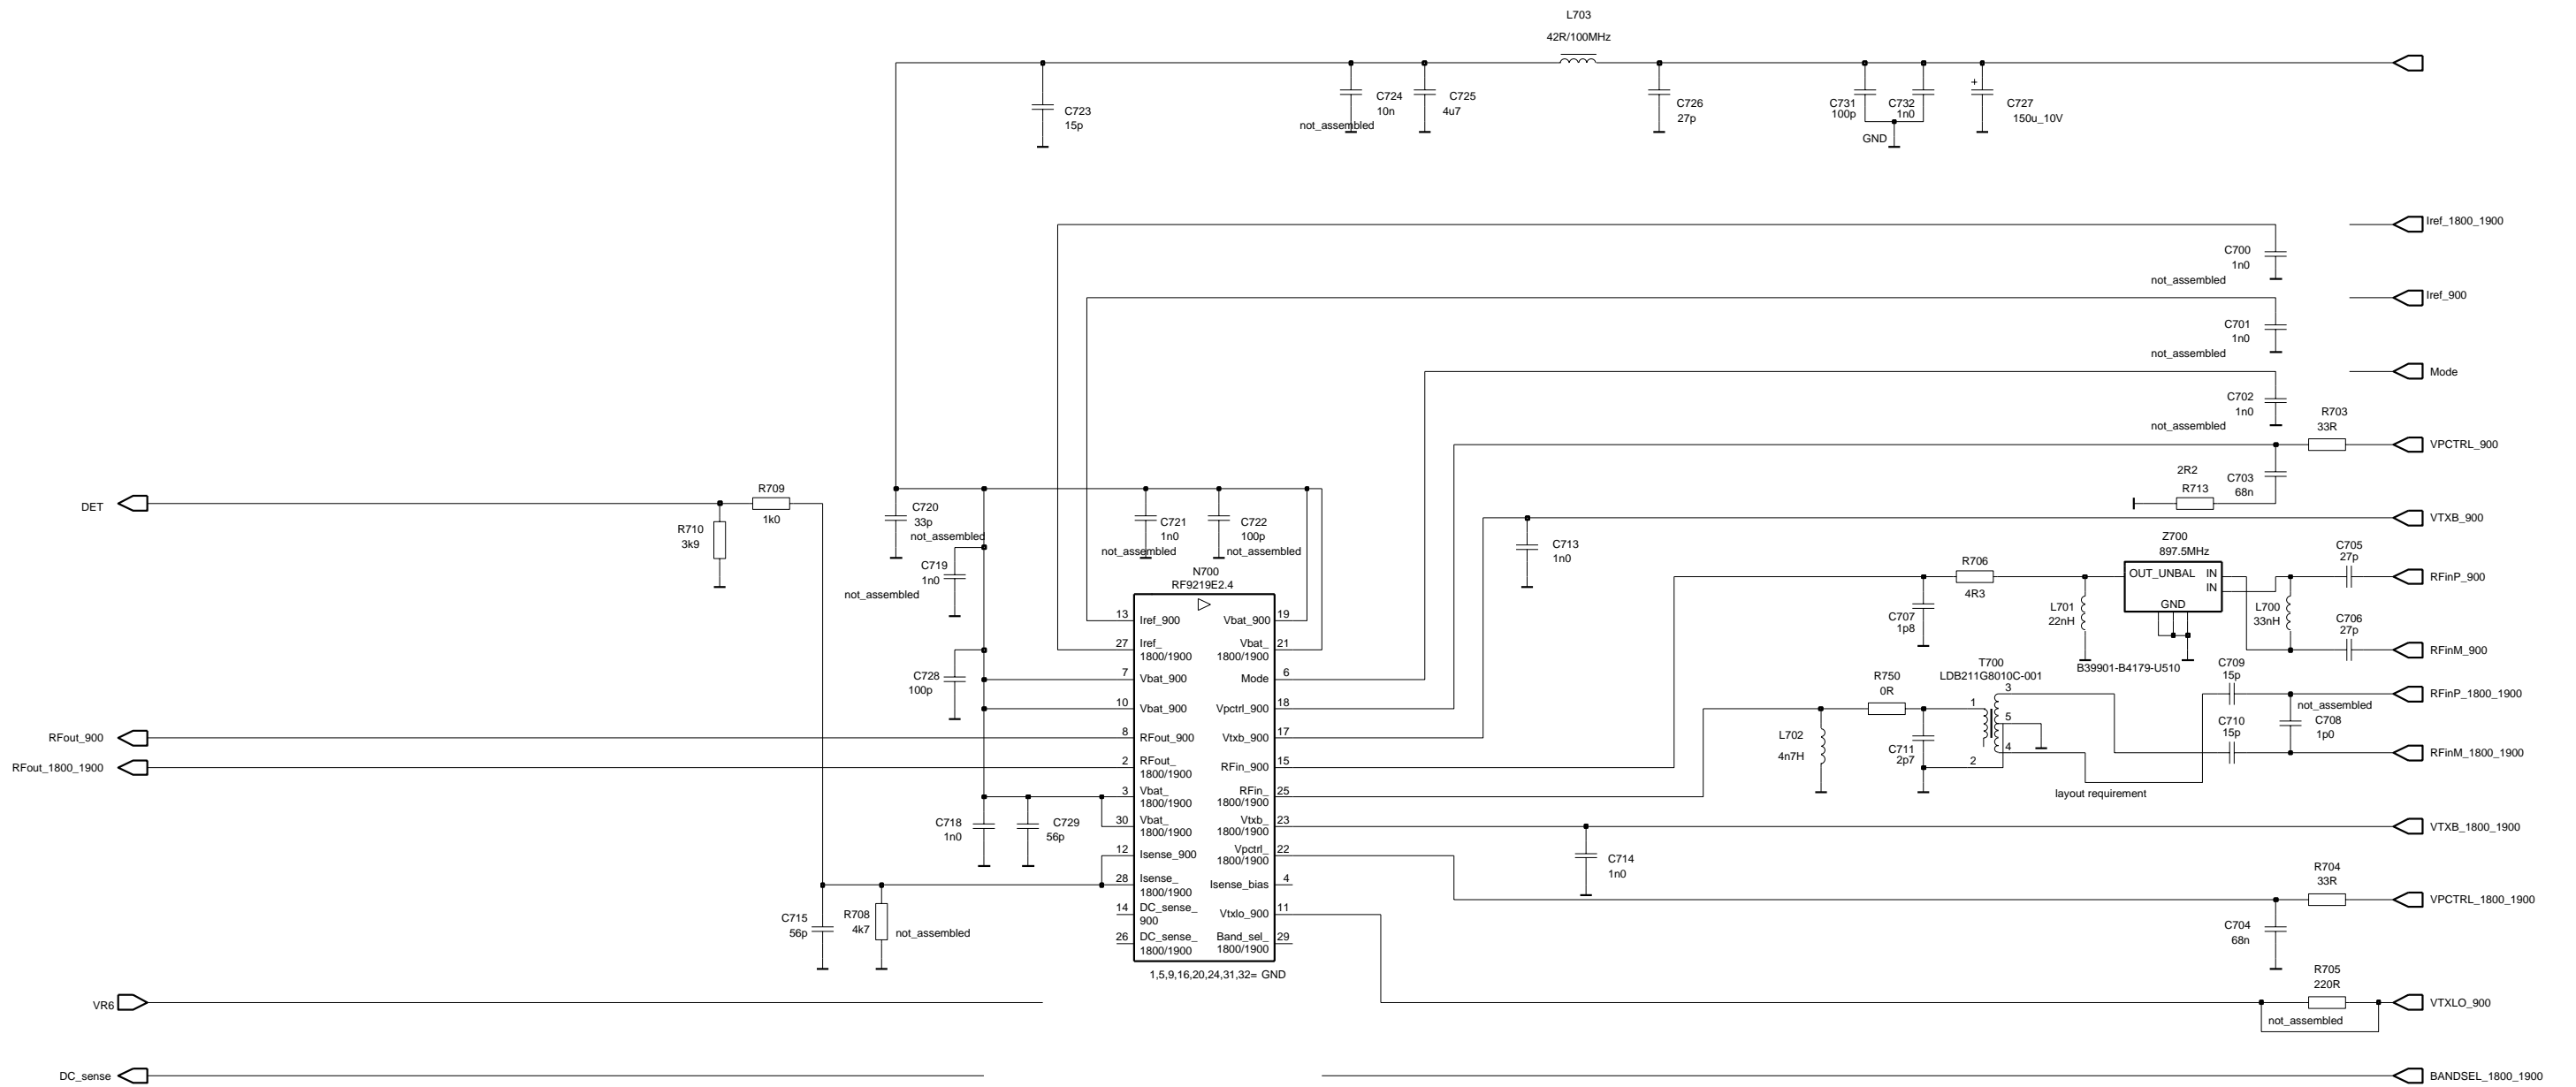 L703
42R/100MHz
C723
15p
C724
10n
not_assembled
C725
4u7
C726
27p
C731
100p
C732
1n0
GND
C727
150u_10V
Iref_1800_1900
C700
1n0
not_assembled
Iref_900
C701
1n0
not_assembled
Mode
C702
1n0
not_assembled
R703
33R
VPCTRL_900
2R2
R713
C703
68n
DET
R709
1k0
R710
3k9
C720
33p
not_assembled
C721
1n0
not_assembled
C722
100p
not_assembled
VTXB_900
C713
1n0
C719
1n0
not_assembled
N700
RF9219E2.4
R706
4R3
C707
1p8
L701
22nH
Z700
897.5MHz
OUT_UNBAL
IN
IN
GND
B39901-B4179-U510
L700
33nH
C705
27p
RFinP_900
C706
27p
RFinM_900
C728
100p
13
Iref_900
27
Iref_
1800/1900
7
Vbat_900
10
Vbat_900
8
RFout_900
2
RFout_
1800/1900
3
Vbat_
1800/1900
30
Vbat_
1800/1900
12
Isense_900
28
Isense_
1800/1900
14
DC_sense_
900
26
DC_sense_
1800/1900
Vbat_900
19
Vbat_
1800/1900
21
Mode
6
Vpctrl_900
18
Vtxb_900
17
RFin_900
15
RFin_
1800/1900
25
Vtxb_
1800/1900
23
Vpctrl_
1800/1900
22
Isense_bias
4
Vtxlo_900
11
Band_sel_
1800/1900
29
1,5,9,16,20,24,31,32= GND
RFout_900
RFout_1800_1900
R750
0R
L702
4n7H
C711
2p7
T700
LDB211G8010C-001
1
2
3
5
4
C709
15p
C710
15p
not_assembled
C708
1p0
RFinP_1800_1900
RFinM_1800_1900
layout requirement
C718
1n0
C729
56p
VTXB_1800_1900
C714
1n0
C715
56p
R708
4k7
not_assembled
R704
33R
VPCTRL_1800_1900
C704
68n
R705
220R
not_assembled
VTXLO_900
VR6
DC_sense
BANDSEL_1800_1900